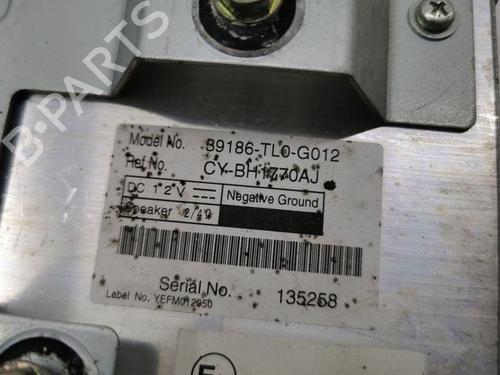 B-PARTS
Model No. 39186-TL0-G012
Ref.No. CY-BH1770AJ
DC 12V Negative Ground
Speaker 2/4Ω
Serial No. 135258
Label No. YEFM012950